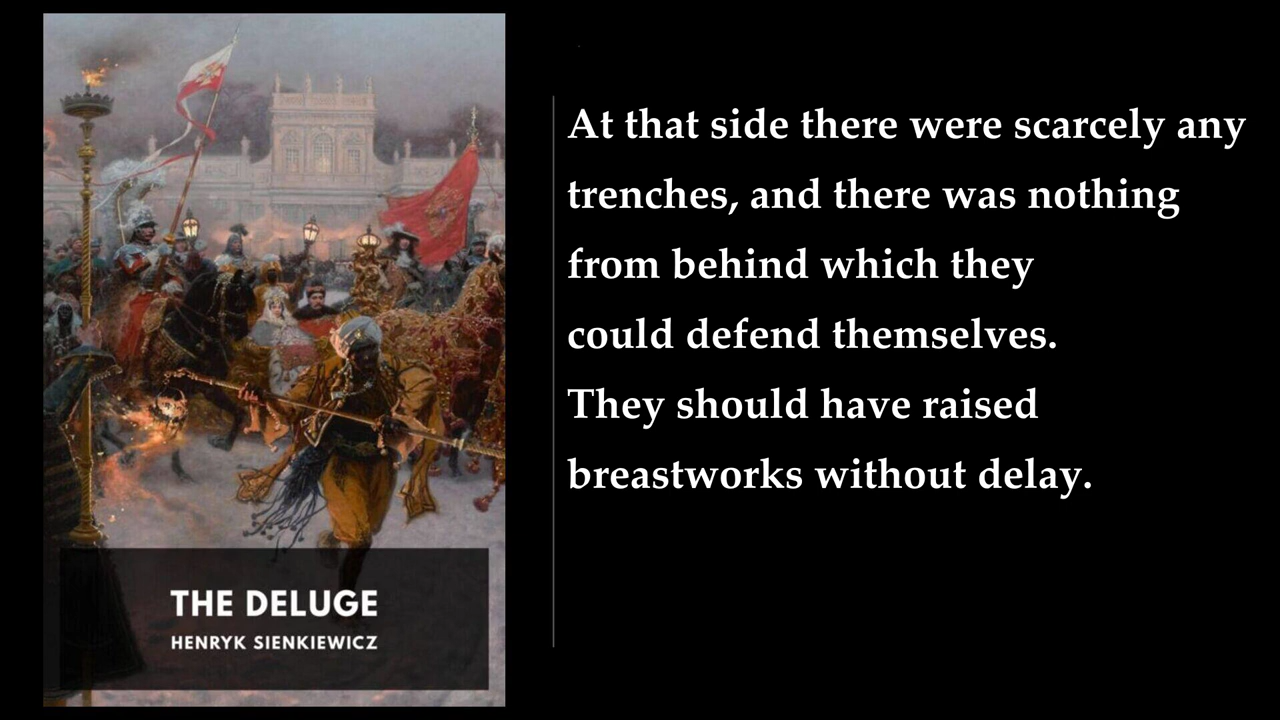 At that side there were scarcely any
trenches, and there was nothing
from behind which they
could defend themselves.
They should have raised
breastworks without delay.
THE DELUGE
HENRYK SIENKIEWICZ